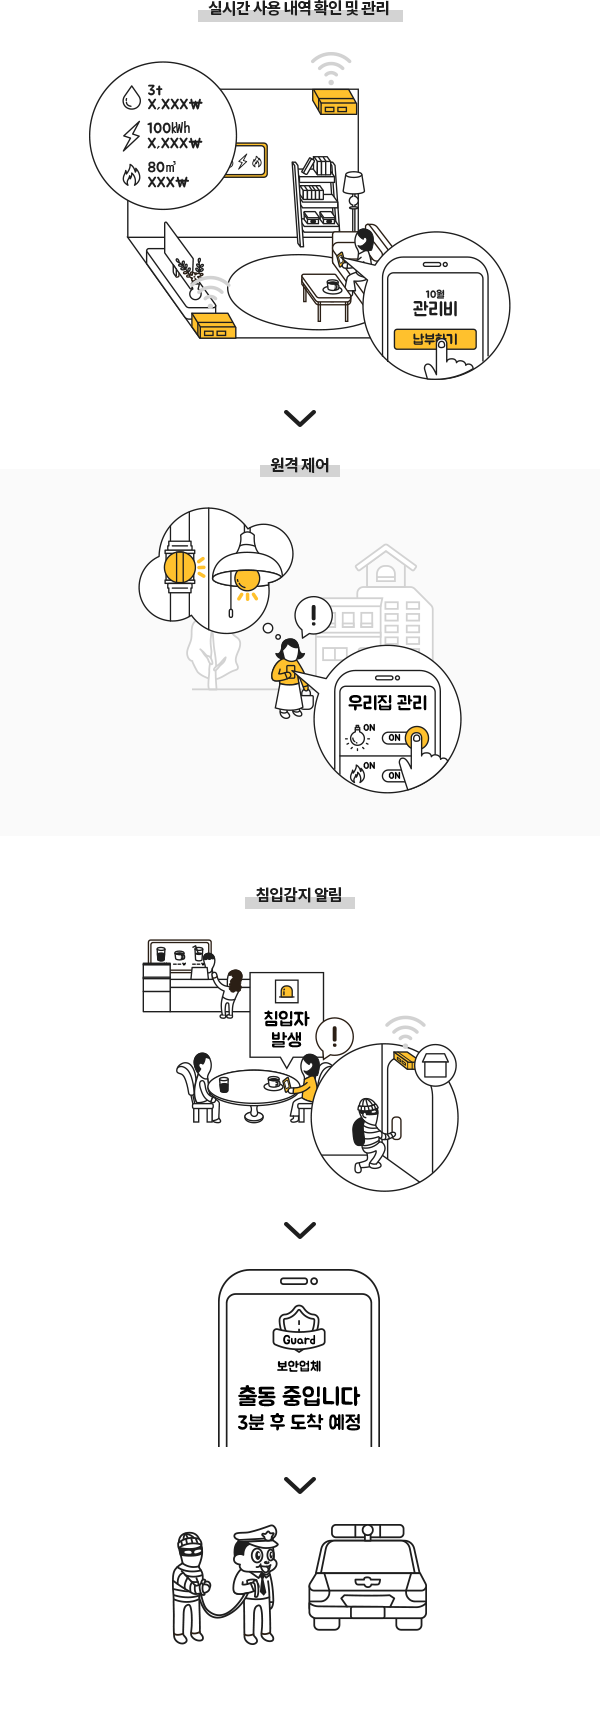 실시간 사용 내역 확인 및 관리
3t
X,XXX₩
100kWh
X,XXX₩
80㎥
XXX₩
10월
관리비
납부하기
원격 제어
!
우리집 관리
ON
ON
ON
ON
침입감지 알림
침입자
발생
!
Guard
보안업체
출동 중입니다
3분 후 도착 예정